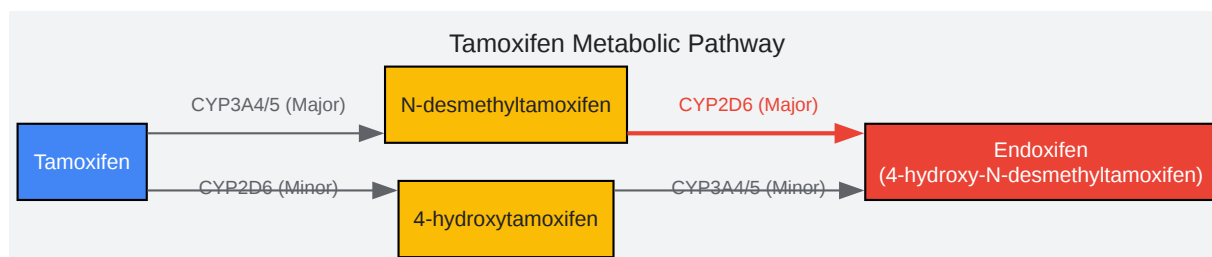 Tamoxifen Metabolic Pathway
CYP3A4/5 (Major)
N-desmethyltamoxifen
CYP2D6 (Major)
Tamoxifen
Endoxifen
(4-hydroxy-N-desmethyltamoxifen)
CYP2D6 (Minor)
4-hydroxytamoxifen
CYP3A4/5 (Minor)